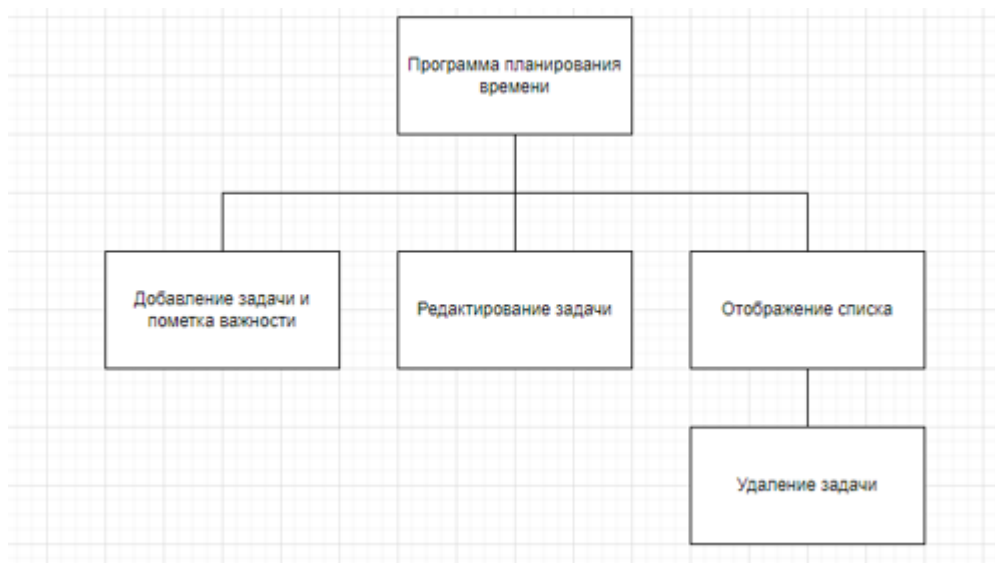 Программа планирования
времени
Добавление задачи и
пометка важности
Редактирование задачи
Отображение списка
Удаление задачи